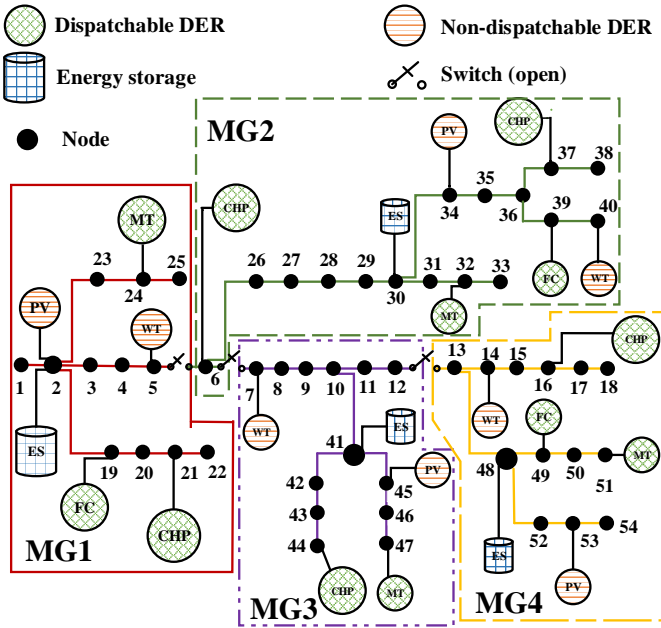 Dispatchable DER
Non-dispatchable DER
Energy storage
Switch (open)
Node
MG2
CHP
PV
37
38
35
34
36
39
40
CHP
ES
MT
23
25
24
26
27
28
29
30
31
32
33
FC
WT
MT
PV
WT
1
2
3
4
5
6
7
8
9
10
11
12
13
14
15
16
17
18
CHP
ES
19
20
21
22
FC
CHP
MG1
WT
41
ES
42
43
44
45
46
47
PV
CHP
MT
MG3
WT
FC
48
49
50
51
MT
52
53
54
ES
PV
MG4